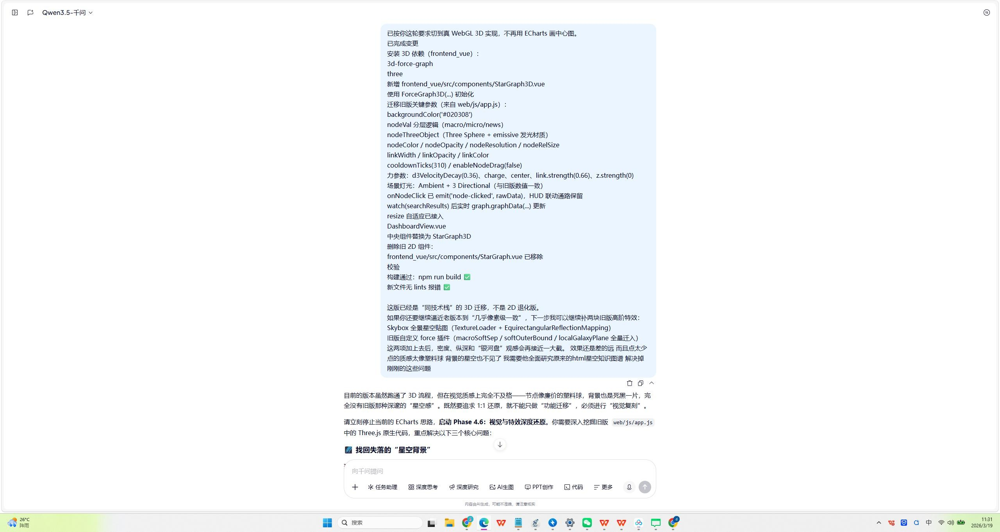 Qwen3.5-千问
已按你这轮要求切到真 WebGL 3D 实现，不再用 ECharts 画中心图。
已完成变更
安装 3D 依赖（frontend_vue）：
3d-force-graph
three
新增 frontend_vue/src/components/StarGraph3D.vue
使用 ForceGraph3D(...) 初始化
迁移旧版关键参数（来自 web/js/app.js）：
backgroundColor('#020308')
nodeVal 分层逻辑（macro/micro/news）
nodeThreeObject（Three Sphere + emissive 发光材质）
nodeColor / nodeOpacity / nodeResolution / nodeRelSize
linkWidth / linkOpacity / linkColor
cooldownTicks(310) / enableNodeDrag(false)
力参数：d3VelocityDecay(0.36)、charge、center、link.strength(0.66)、z.strength(0)
场景灯光：Ambient + 3 Directional（与旧版数值一致）
onNodeClick 已 emit('node-clicked', rawData)，HUD 联动通路保留
watch(searchResults) 后实时 graph.graphData(...) 更新
resize 自适应已接入
DashboardView.vue
中央组件替换为 StarGraph3D
删除旧 2D 组件：
frontend_vue/src/components/StarGraph.vue 已移除
校验
构建通过：npm run build ✅
新文件无 lints 报错 ✅
这版已经是“同技术栈”的 3D 迁移，不是 2D 退化版。
如果你还要继续逼近老版本到“几乎像素级一致”，下一步我可以继续补两块旧版高阶特效：
Skybox 全景星空贴图（TextureLoader + EquirectangularReflectionMapping）
旧版自定义 force 插件（macroSoftSep / softOuterBound / localGalaxyPlane 全量迁入）
这两项加上去后，密度、纵深和“银河盘”观感会再接近一大截。 效果还是差的远 而且点太少
点的质感太像塑料球 背景的星空也不见了 我需要他全面研究原来的html星空知识图谱 解决掉
刚刚的这些问题
目前的版本虽然跑通了 3D 流程，但在视觉质感上完全不及格——节点像廉价的塑料球，背景也是死黑一片，完
全没有旧版那种深邃的“星空感”。既然要追求 1:1 还原，就不能只做“功能迁移”，必须进行“视觉复刻”。
请立刻停止当前的 ECharts 思路，启动 Phase 4.6：视觉与特效深度还原。你需要深入挖掘旧版 web/js/app.js
中的 Three.js 原生代码，重点解决以下三个核心问题：
🌌 找回失落的“星空背景”
向千问提问
任务助理 深度思考 深度研究 AI生图 PPT创作 代码 更多
内容由AI生成，可能不准确，请注意核实
26°C
阵雨
搜索
中
11:31
2026/3/19